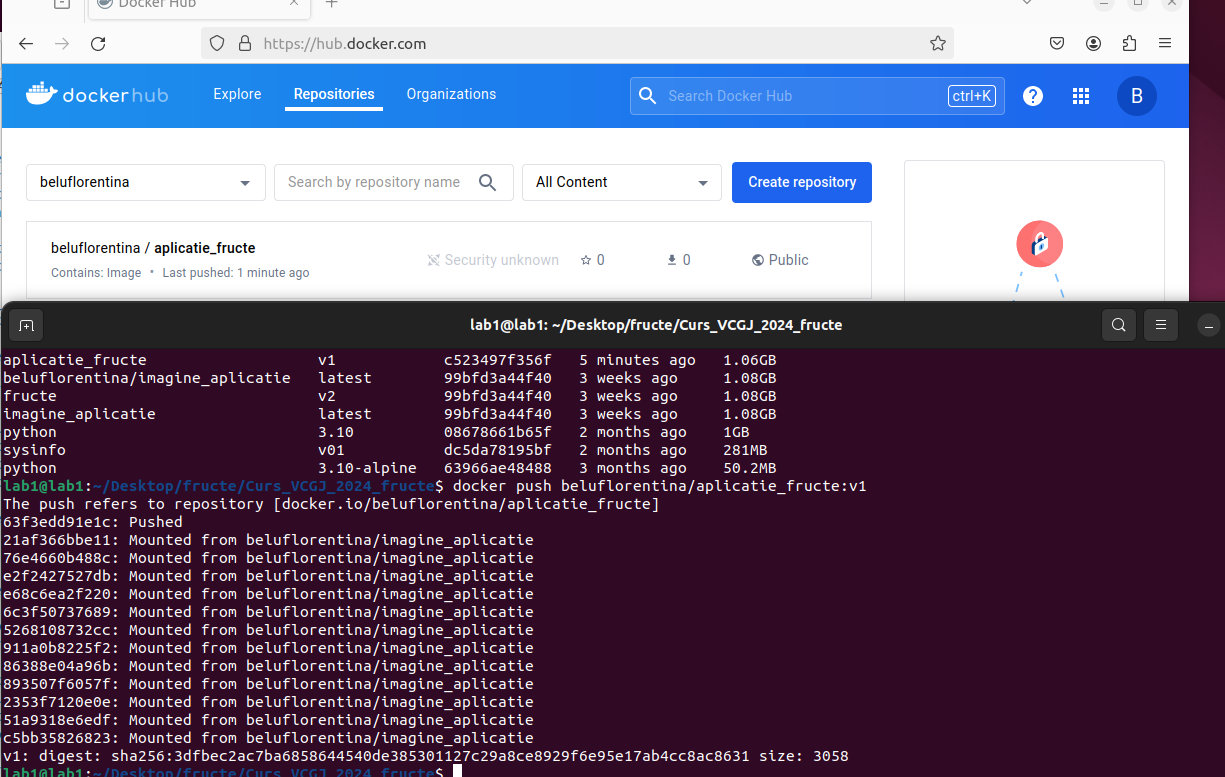 Docker Hub
https://hub.docker.com
docker hub Explore Repositories Organizations Search Docker Hub ctrl+K ? B
beluflorentina Search by repository name All Content Create repository
beluflorentina / aplicatie_fructe
Security unknown 0 0 Public
Contains: Image • Last pushed: 1 minute ago
lab1@lab1: ~/Desktop/fructe/Curs_VCGJ_2024_fructe
aplicatie_fructe v1 c523497f356f 5 minutes ago 1.06GB
beluflorentina/imagine_aplicatie latest 99bfd3a44f40 3 weeks ago 1.08GB
fructe v2 99bfd3a44f40 3 weeks ago 1.08GB
imagine_aplicatie latest 99bfd3a44f40 3 weeks ago 1.08GB
python 3.10 08678661b65f 2 months ago 1GB
sysinfo v01 dc5da78195bf 2 months ago 281MB
python 3.10-alpine 63966ae48488 3 months ago 50.2MB
lab1@lab1:~/Desktop/fructe/Curs_VCGJ_2024_fructe$ docker push beluflorentina/aplicatie_fructe:v1
The push refers to repository [docker.io/beluflorentina/aplicatie_fructe]
63f3edd91e1c: Pushed
21af366bbe11: Mounted from beluflorentina/imagine_aplicatie
76e4660b488c: Mounted from beluflorentina/imagine_aplicatie
e2f2427527db: Mounted from beluflorentina/imagine_aplicatie
e68c6ea2f220: Mounted from beluflorentina/imagine_aplicatie
6c3f50737689: Mounted from beluflorentina/imagine_aplicatie
5268108732cc: Mounted from beluflorentina/imagine_aplicatie
911a0b8225f2: Mounted from beluflorentina/imagine_aplicatie
86388e04a96b: Mounted from beluflorentina/imagine_aplicatie
893507f6057f: Mounted from beluflorentina/imagine_aplicatie
2353f7120e0e: Mounted from beluflorentina/imagine_aplicatie
51a9318e6edf: Mounted from beluflorentina/imagine_aplicatie
c5bb35826823: Mounted from beluflorentina/imagine_aplicatie
v1: digest: sha256:3dfbec2ac7ba6858644540de385301127c29a8ce8929f6e95e17ab4cc8ac8631 size: 3058
lab1@lab1:~/Desktop/fructe/Curs_VCGJ_2024_fructe$